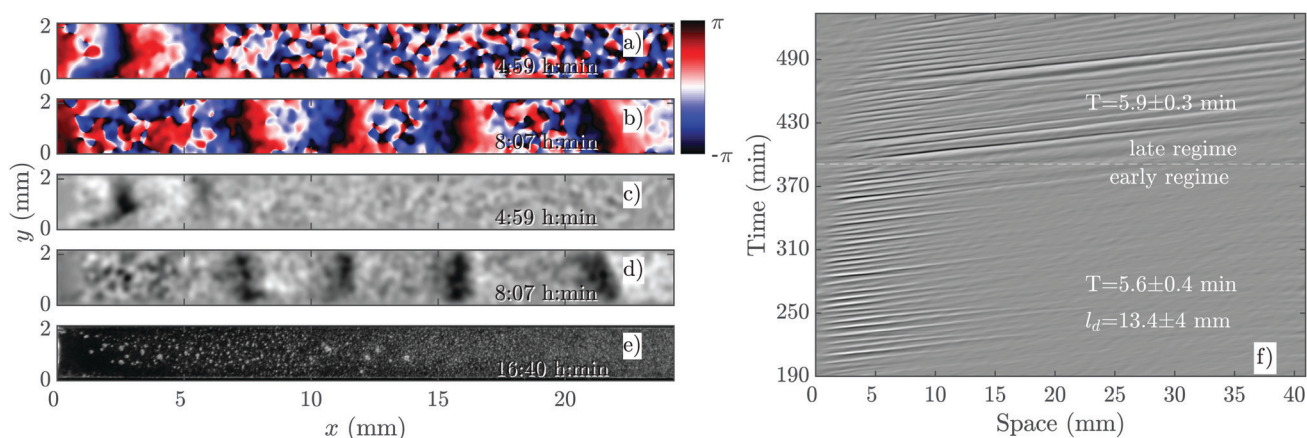 2
0
a)
4:59 h:min
π
-π
2
0
b)
8:07 h:min
2
0
c)
4:59 h:min
2
0
d)
8:07 h:min
2
0
e)
16:40 h:min
y (mm)
0 5 10 15 20
x (mm)
490
430
370
310
250
190
Time (min)
T=5.9±0.3 min
late regime
early regime
T=5.6±0.4 min
l_d=13.4±4 mm
f)
0 5 10 15 20 25 30 35 40
Space (mm)